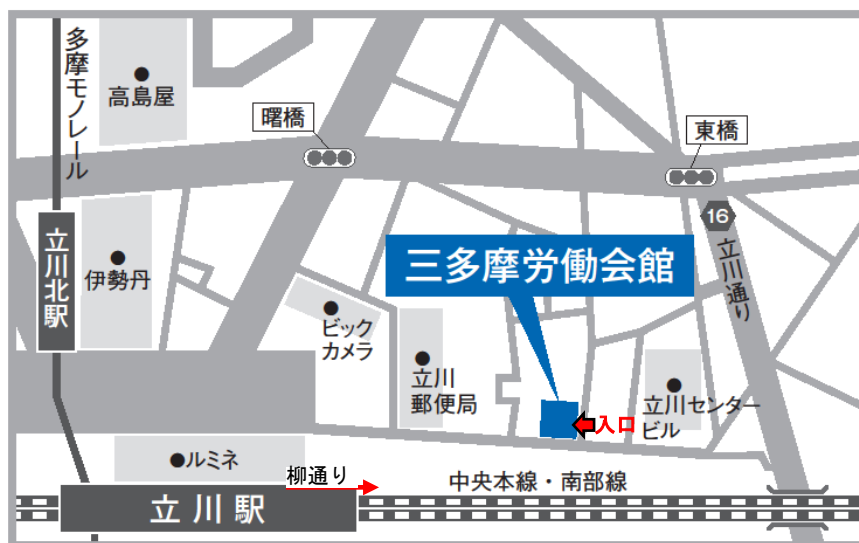 多摩モノレール
高島屋
曙橋
東橋
16
立川通り
立川北駅
伊勢丹
三多摩労働会館
ビック
カメラ
立川
郵便局
立川センター
ビル
入口
ルミネ
柳通り
中央本線・南部線
立川駅